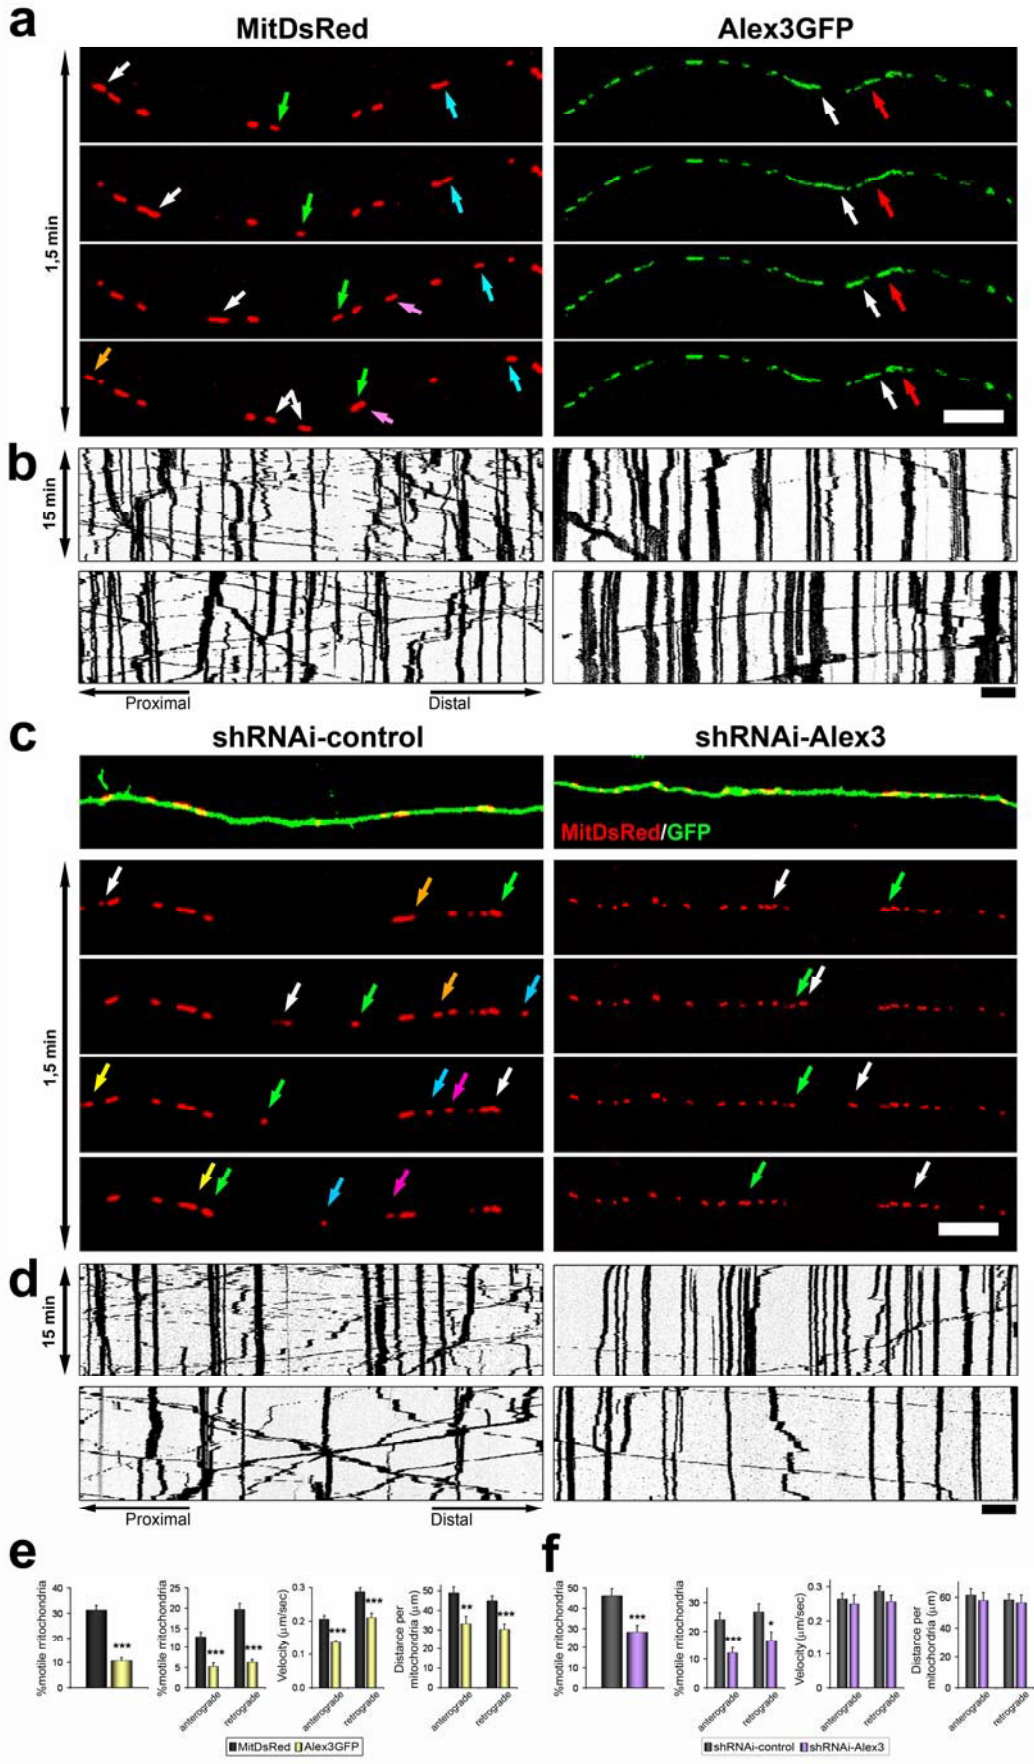 a
MitDsRed
Alex3GFP
1,5 min
b
15 min
Proximal
Distal
c
shRNAi-control
shRNAi-Alex3
MitDsRed/GFP
1,5 min
d
15 min
Proximal
Distal
e
%motile mitochondria
40
30
20
10
0
***
%motile mitochondria
25
20
15
10
5
0
***
***
anterograde
retrograde
Velocity (µm/sec)
0.3
0.2
0.1
0.0
***
***
anterograde
retrograde
Distance per
mitochondria (µm)
50
40
30
20
10
0
**
***
anterograde
retrograde
MitDsRed Alex3GFP
f
%motile mitochondria
50
40
30
20
10
0
***
%motile mitochondria
30
20
10
0
***
*
anterograde
retrograde
Velocity (µm/sec)
0.3
0.2
0.1
0.0
anterograde
retrograde
Distance per
mitochondria (µm)
60
40
20
0
anterograde
retrograde
shRNAi-control shRNAi-Alex3